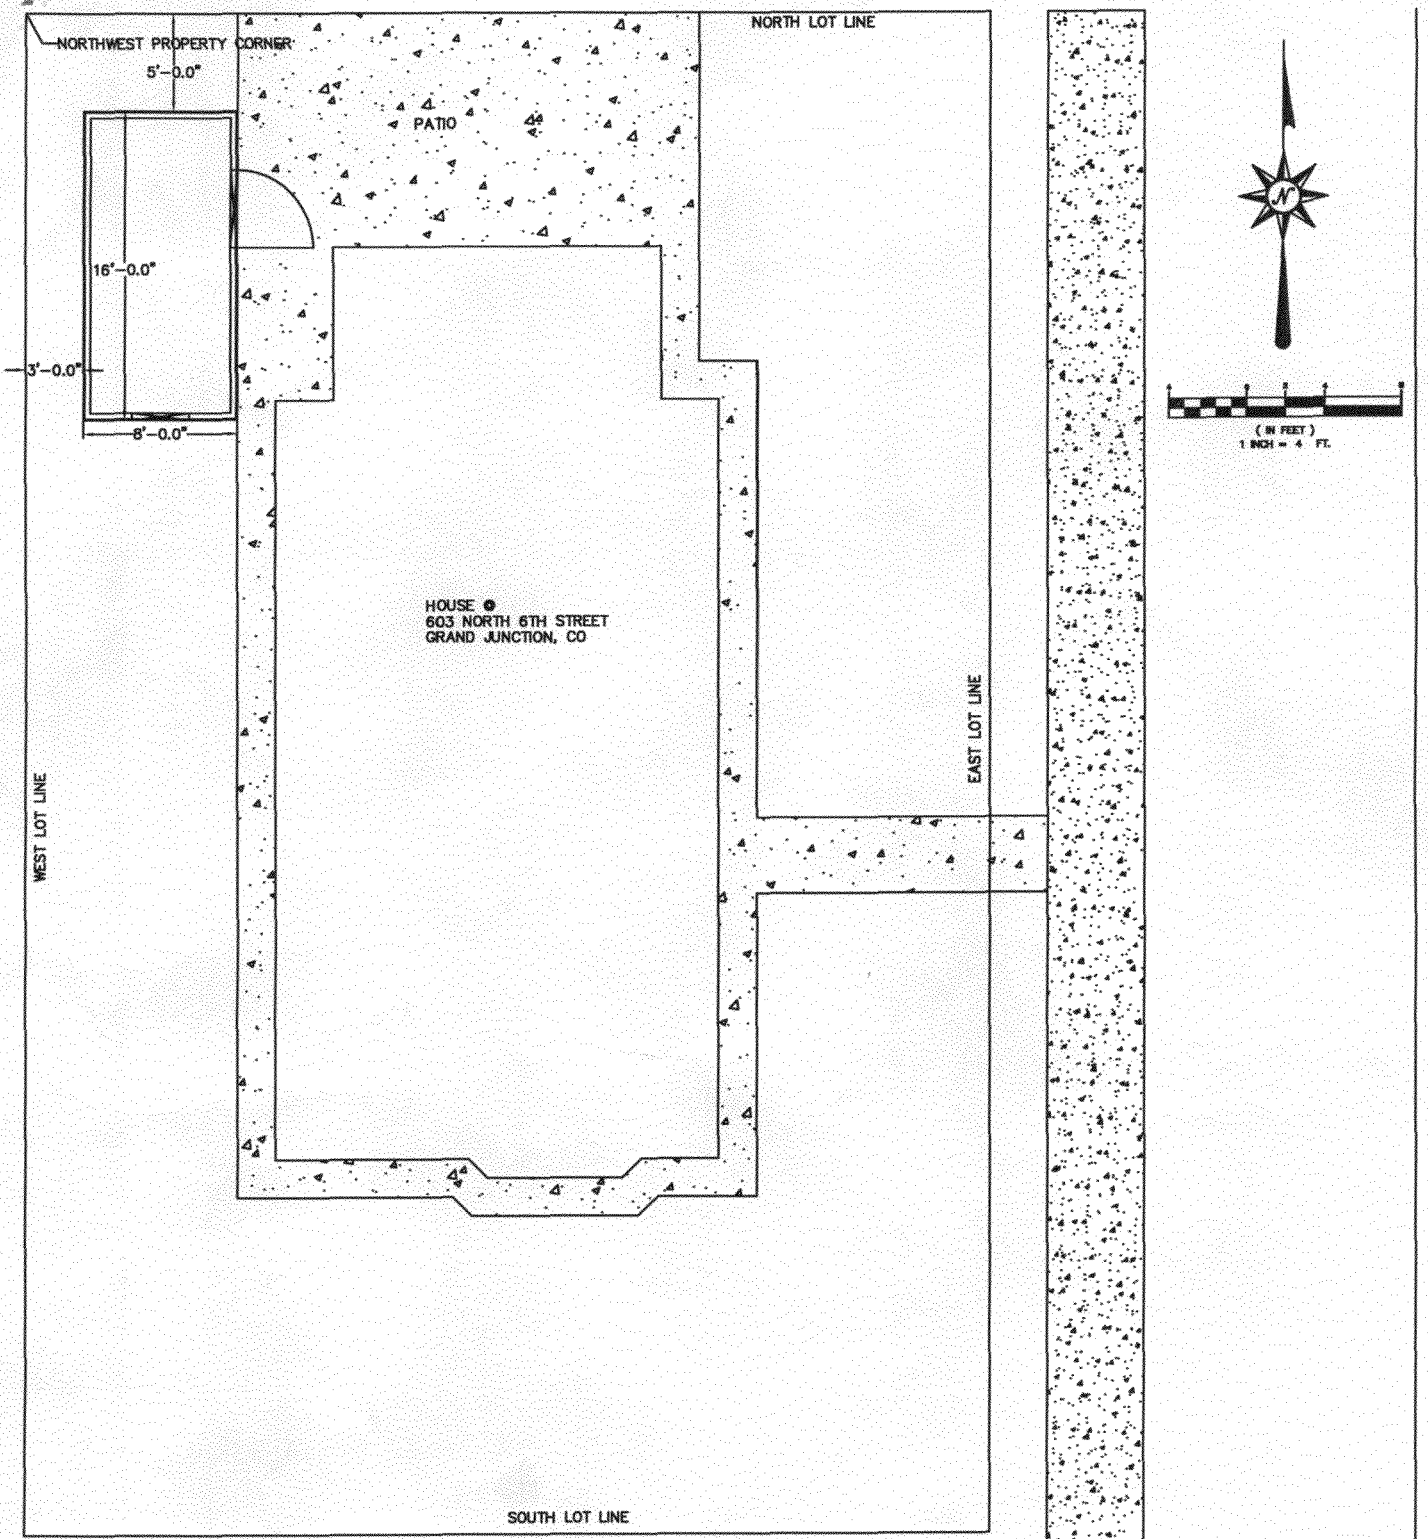 NORTH LOT LINE
NORTHWEST PROPERTY CORNER
5'-0.0"
PATIO
N
16'-0.0"
3'-0.0"
8'-0.0"
( IN FEET )
1 INCH = 4 FT.
HOUSE @
603 NORTH 6TH STREET
GRAND JUNCTION, CO
EAST LOT LINE
WEST LOT LINE
SOUTH LOT LINE